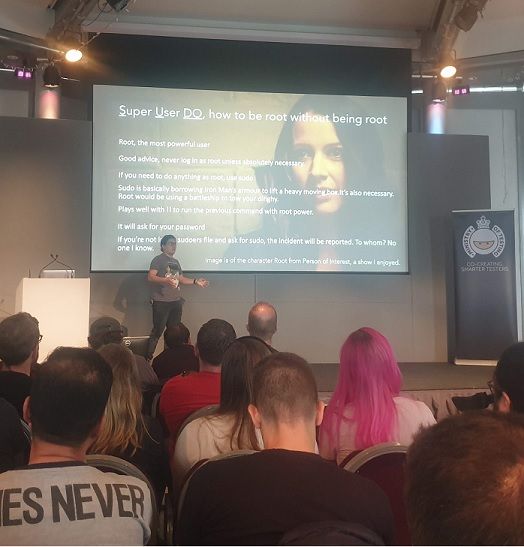 Super User DO, how to be root without being root
Root, the most powerful user
Good advice, never log in as root unless absolutely necessary.
If you need to do anything as root, use sudo.
Sudo is basically borrowing Iron Man's armour to lift a heavy moving box. It's also necessary.
Root would be using a battleship to tow your dinghy.
Plays well with !! to run the previous command with root power.
It will ask for your password
If you're not in sudoers file and ask for sudo, the incident will be reported. To whom? No
one I know.
Image is of the character Root from Person of Interest, a show I enjoyed.
MINISTRY OF TESTING
CO-CREATING
SMARTER TESTERS
IES NEVER